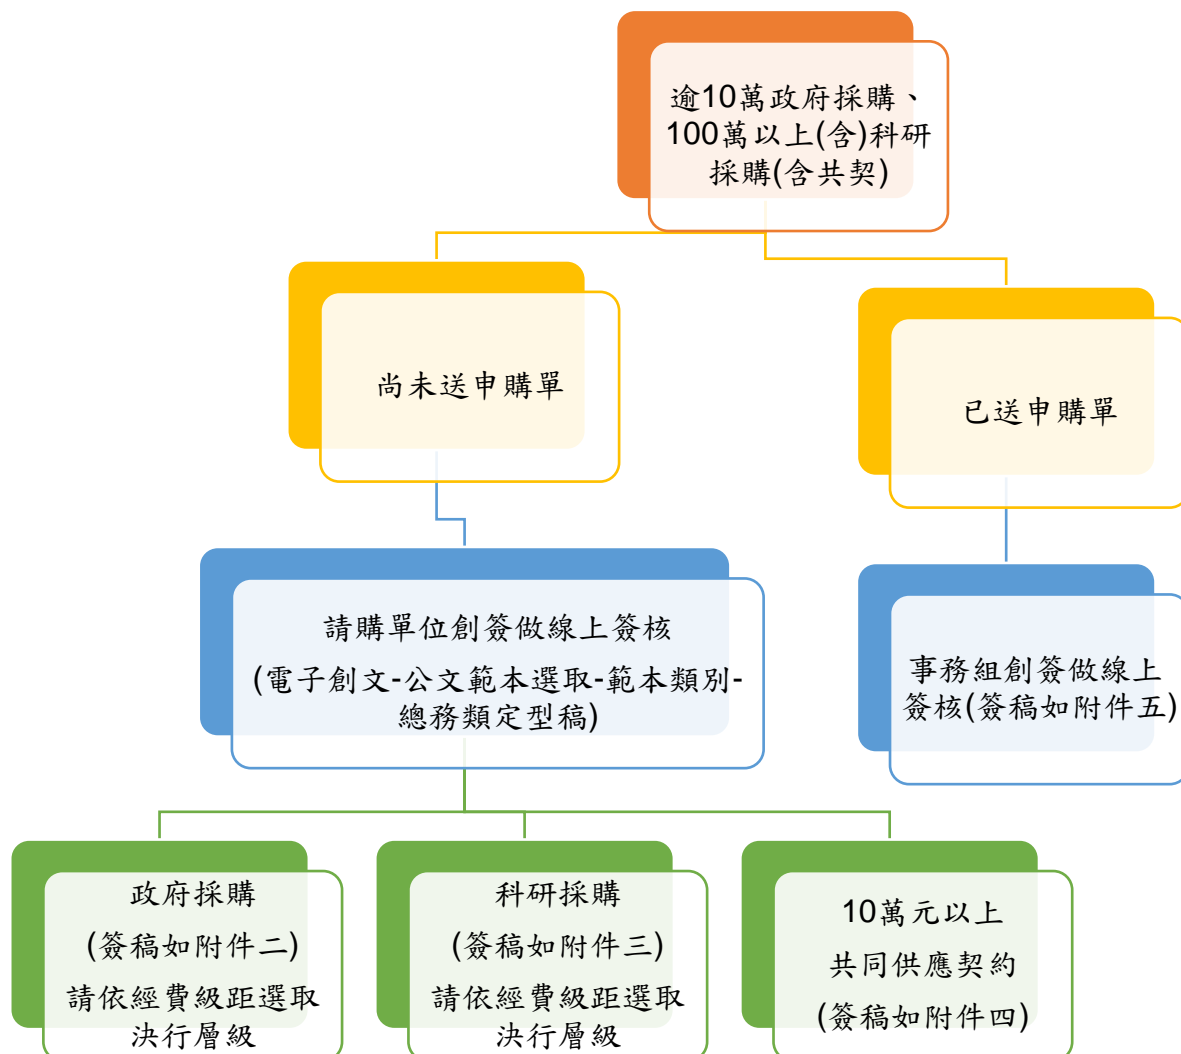 逾10萬政府採購、
100萬以上(含)科研
採購(含共契)
尚未送申購單
已送申購單
請購單位創簽做線上簽核
(電子創文-公文範本選取-範本類別-
總務類定型稿)
事務組創簽做線上
簽核(簽稿如附件五)
政府採購
(簽稿如附件二)
請依經費級距選取
決行層級
科研採購
(簽稿如附件三)
請依經費級距選取
決行層級
10萬元以上
共同供應契約
(簽稿如附件四)